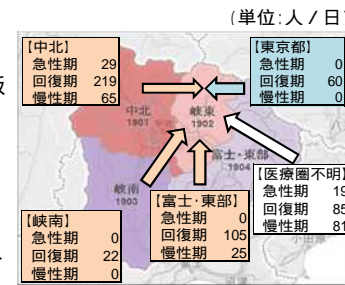 （単位:人/日
【中北】
急性期 29
回復期 219
慢性期 65
【東京都】
急性期 0
回復期 60
慢性期 0
中北
1901
峡東
1902
富士・東部
1904
峡南
1903
【医療圏不明】
急性期 19
回復期 85
慢性期 81
【富士・東部】
急性期 0
回復期 105
慢性期 25
【峡南】
急性期 0
回復期 22
慢性期 0